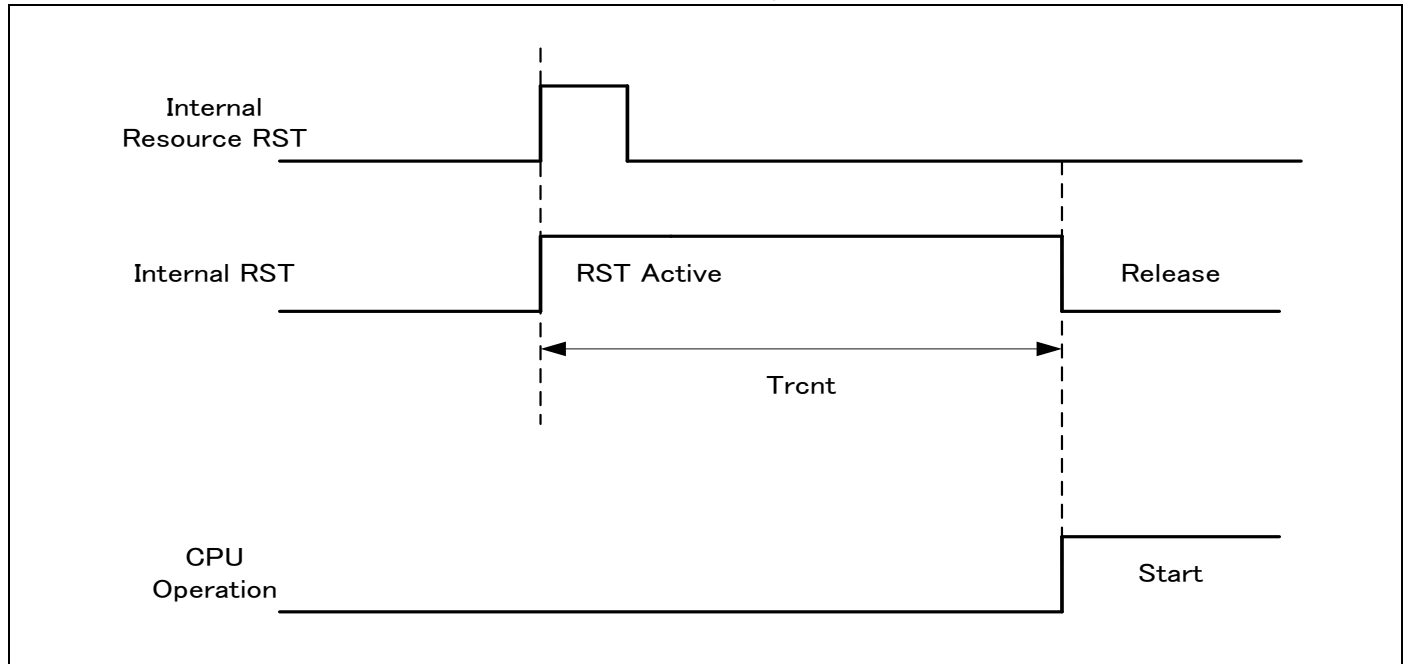 Internal
Resource RST
Internal RST
RST Active
Release
Trcnt
CPU
Operation
Start